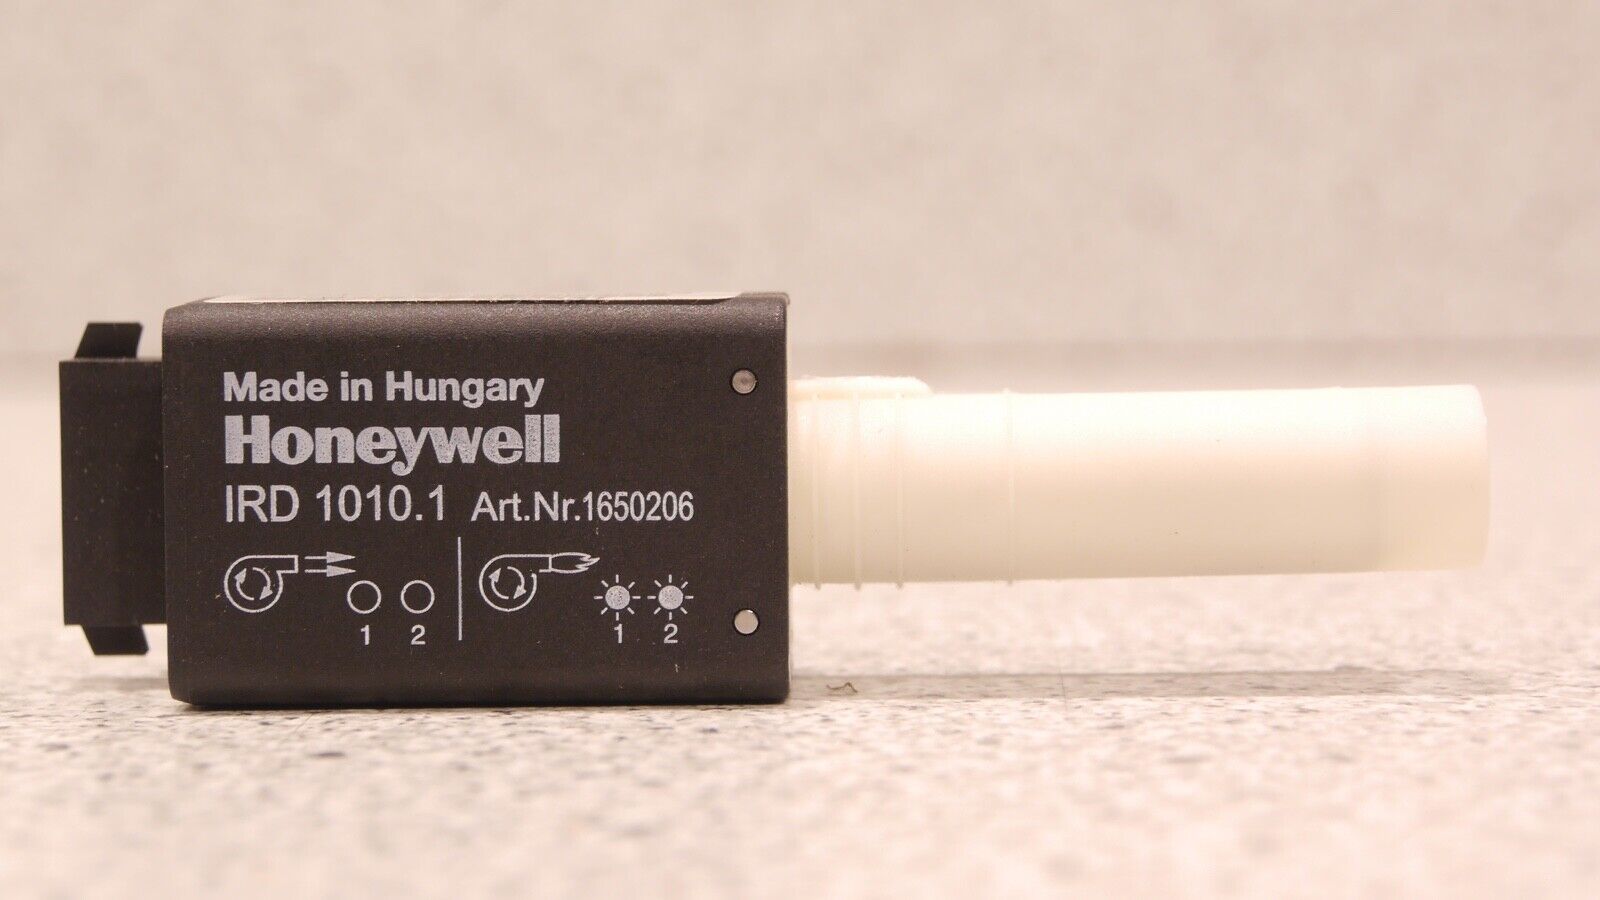 Made in Hungary
Honeywell
IRD 1010.1 Art.Nr.1650206
1 2 1 2